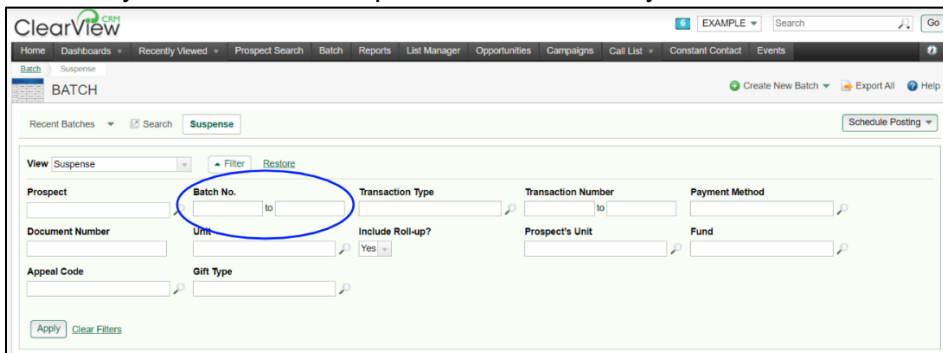 ClearView CRM
6 EXAMPLE Search Go
Home Dashboards Recently Viewed Prospect Search Batch Reports List Manager Opportunities Campaigns Call List Constant Contact Events
Batch Suspense
BATCH Create New Batch Export All Help
Recent Batches Search Suspense Schedule Posting
View Suspense Filter Restore
Prospect Batch No. Transaction Type Transaction Number Payment Method
to to
Document Number Unit Include Roll-up? Prospect's Unit Fund
Yes
Appeal Code Gift Type
Apply Clear Filters